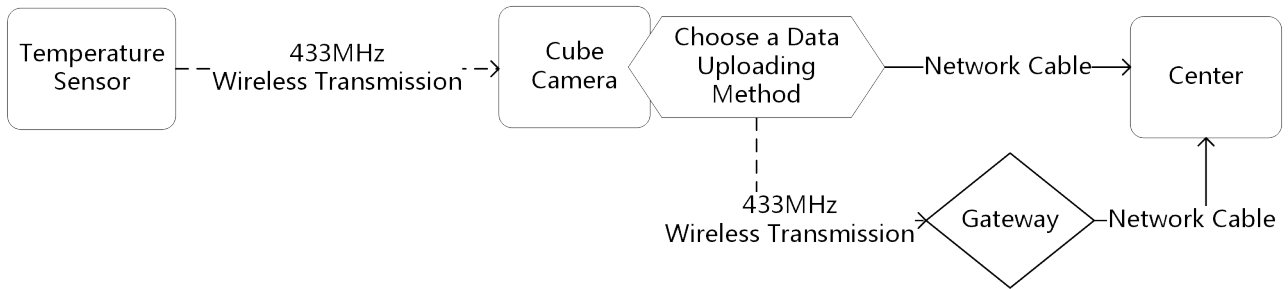 Temperature
Sensor
433MHz
Wireless Transmission
Cube
Camera
Choose a Data
Uploading
Method
Network Cable
Center
433MHz
Wireless Transmission
Gateway
Network Cable